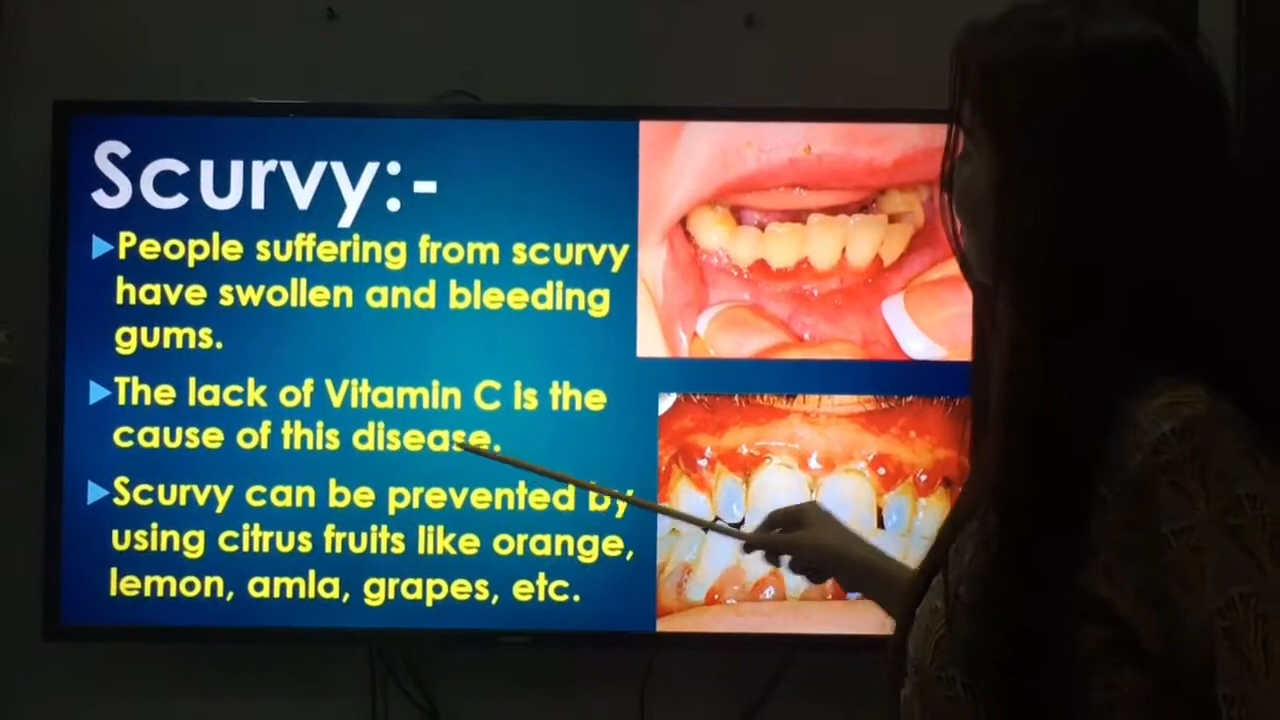 Scurvy:-
People suffering from scurvy
have swollen and bleeding
gums.
The lack of Vitamin C is the
cause of this disease.
Scurvy can be prevented by
using citrus fruits like orange,
lemon, amla, grapes, etc.